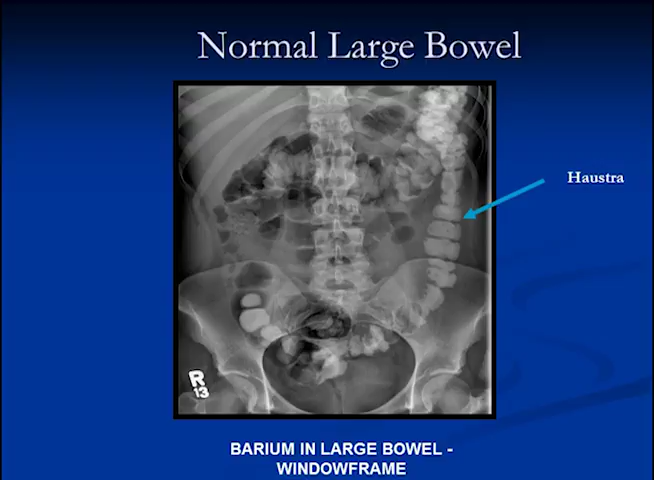 Normal Large Bowel
Haustra
R
13
BARIUM IN LARGE BOWEL -
WINDOWFRAME